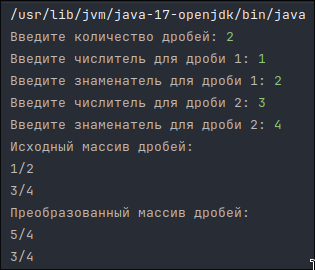 /usr/lib/jvm/java-17-openjdk/bin/java
Введите количество дробей: 2
Введите числитель для дроби 1: 1
Введите знаменатель для дроби 1: 2
Введите числитель для дроби 2: 3
Введите знаменатель для дроби 2: 4
Исходный массив дробей:
1/2
3/4
Преобразованный массив дробей:
5/4
3/4